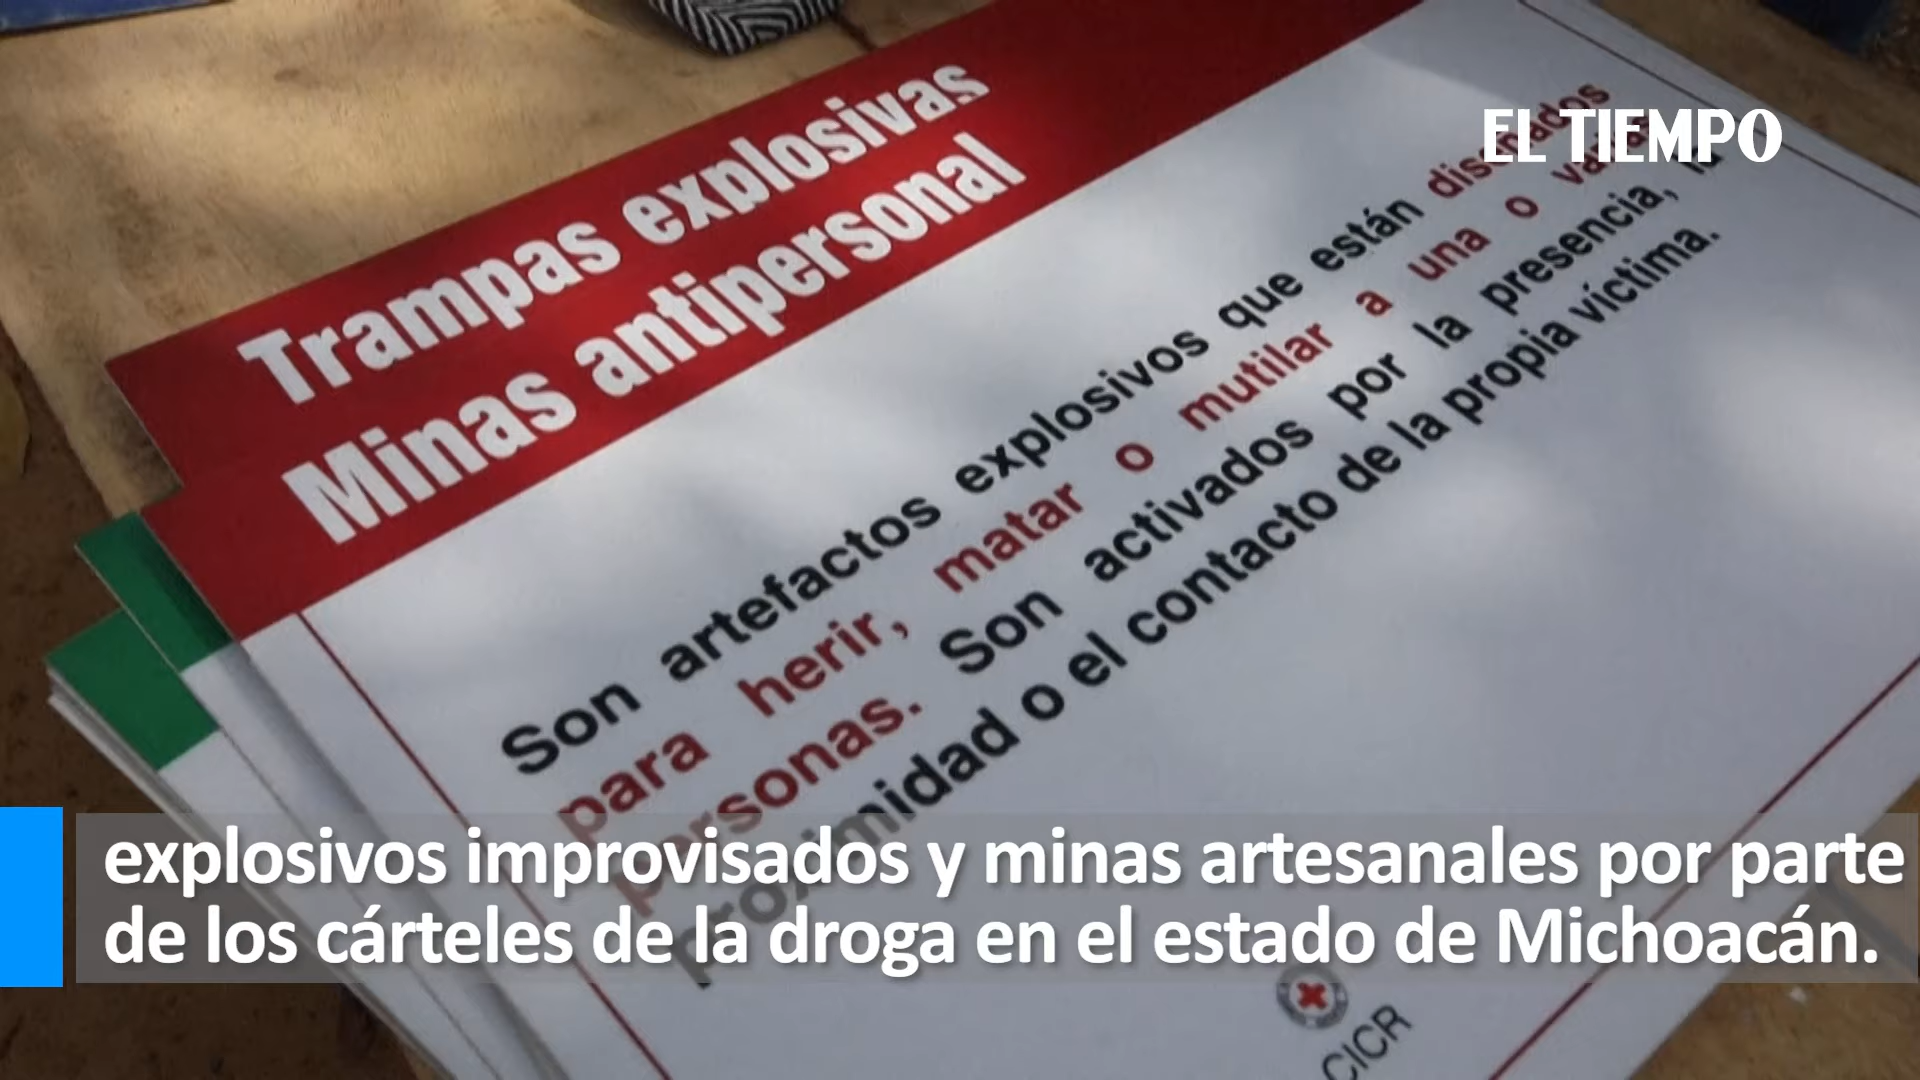 EL TIEMPO
Trampas explosivas
Minas antipersonal
Son artefactos explosivos que están
para herir, matar o mutilar a una o
personas. Son activados por la presencia,
proximidad o el contacto de la propia víctima.
CICR
explosivos improvisados y minas artesanales por parte
de los cárteles de la droga en el estado de Michoacán.